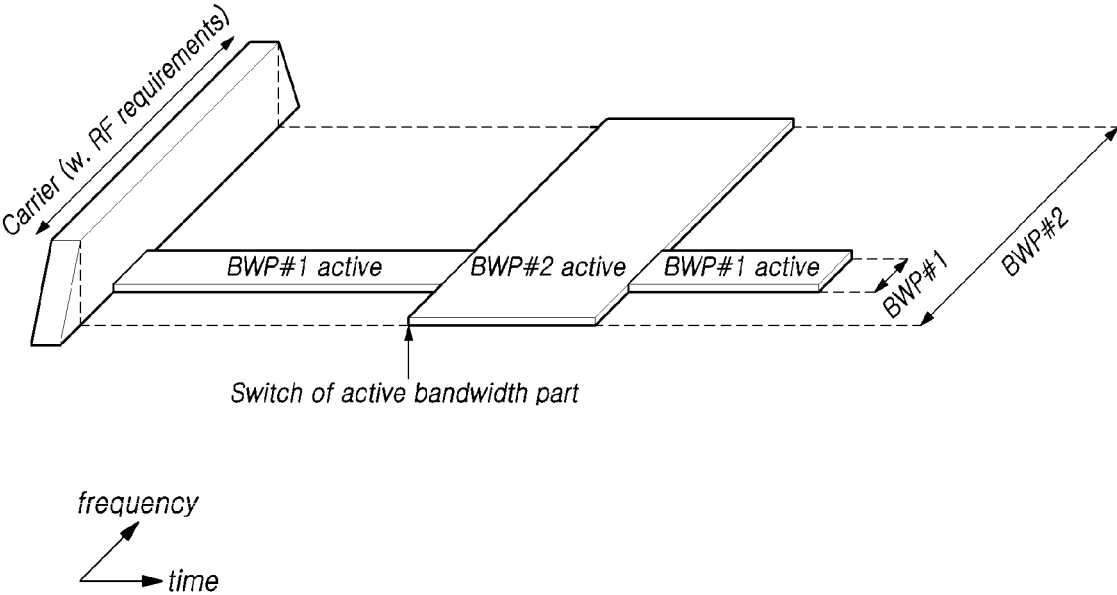 Carrier (w. RF requirements)
BWP#1 active
BWP#2 active
BWP#1 active
BWP#1
BWP#2
Switch of active bandwidth part
frequency
time